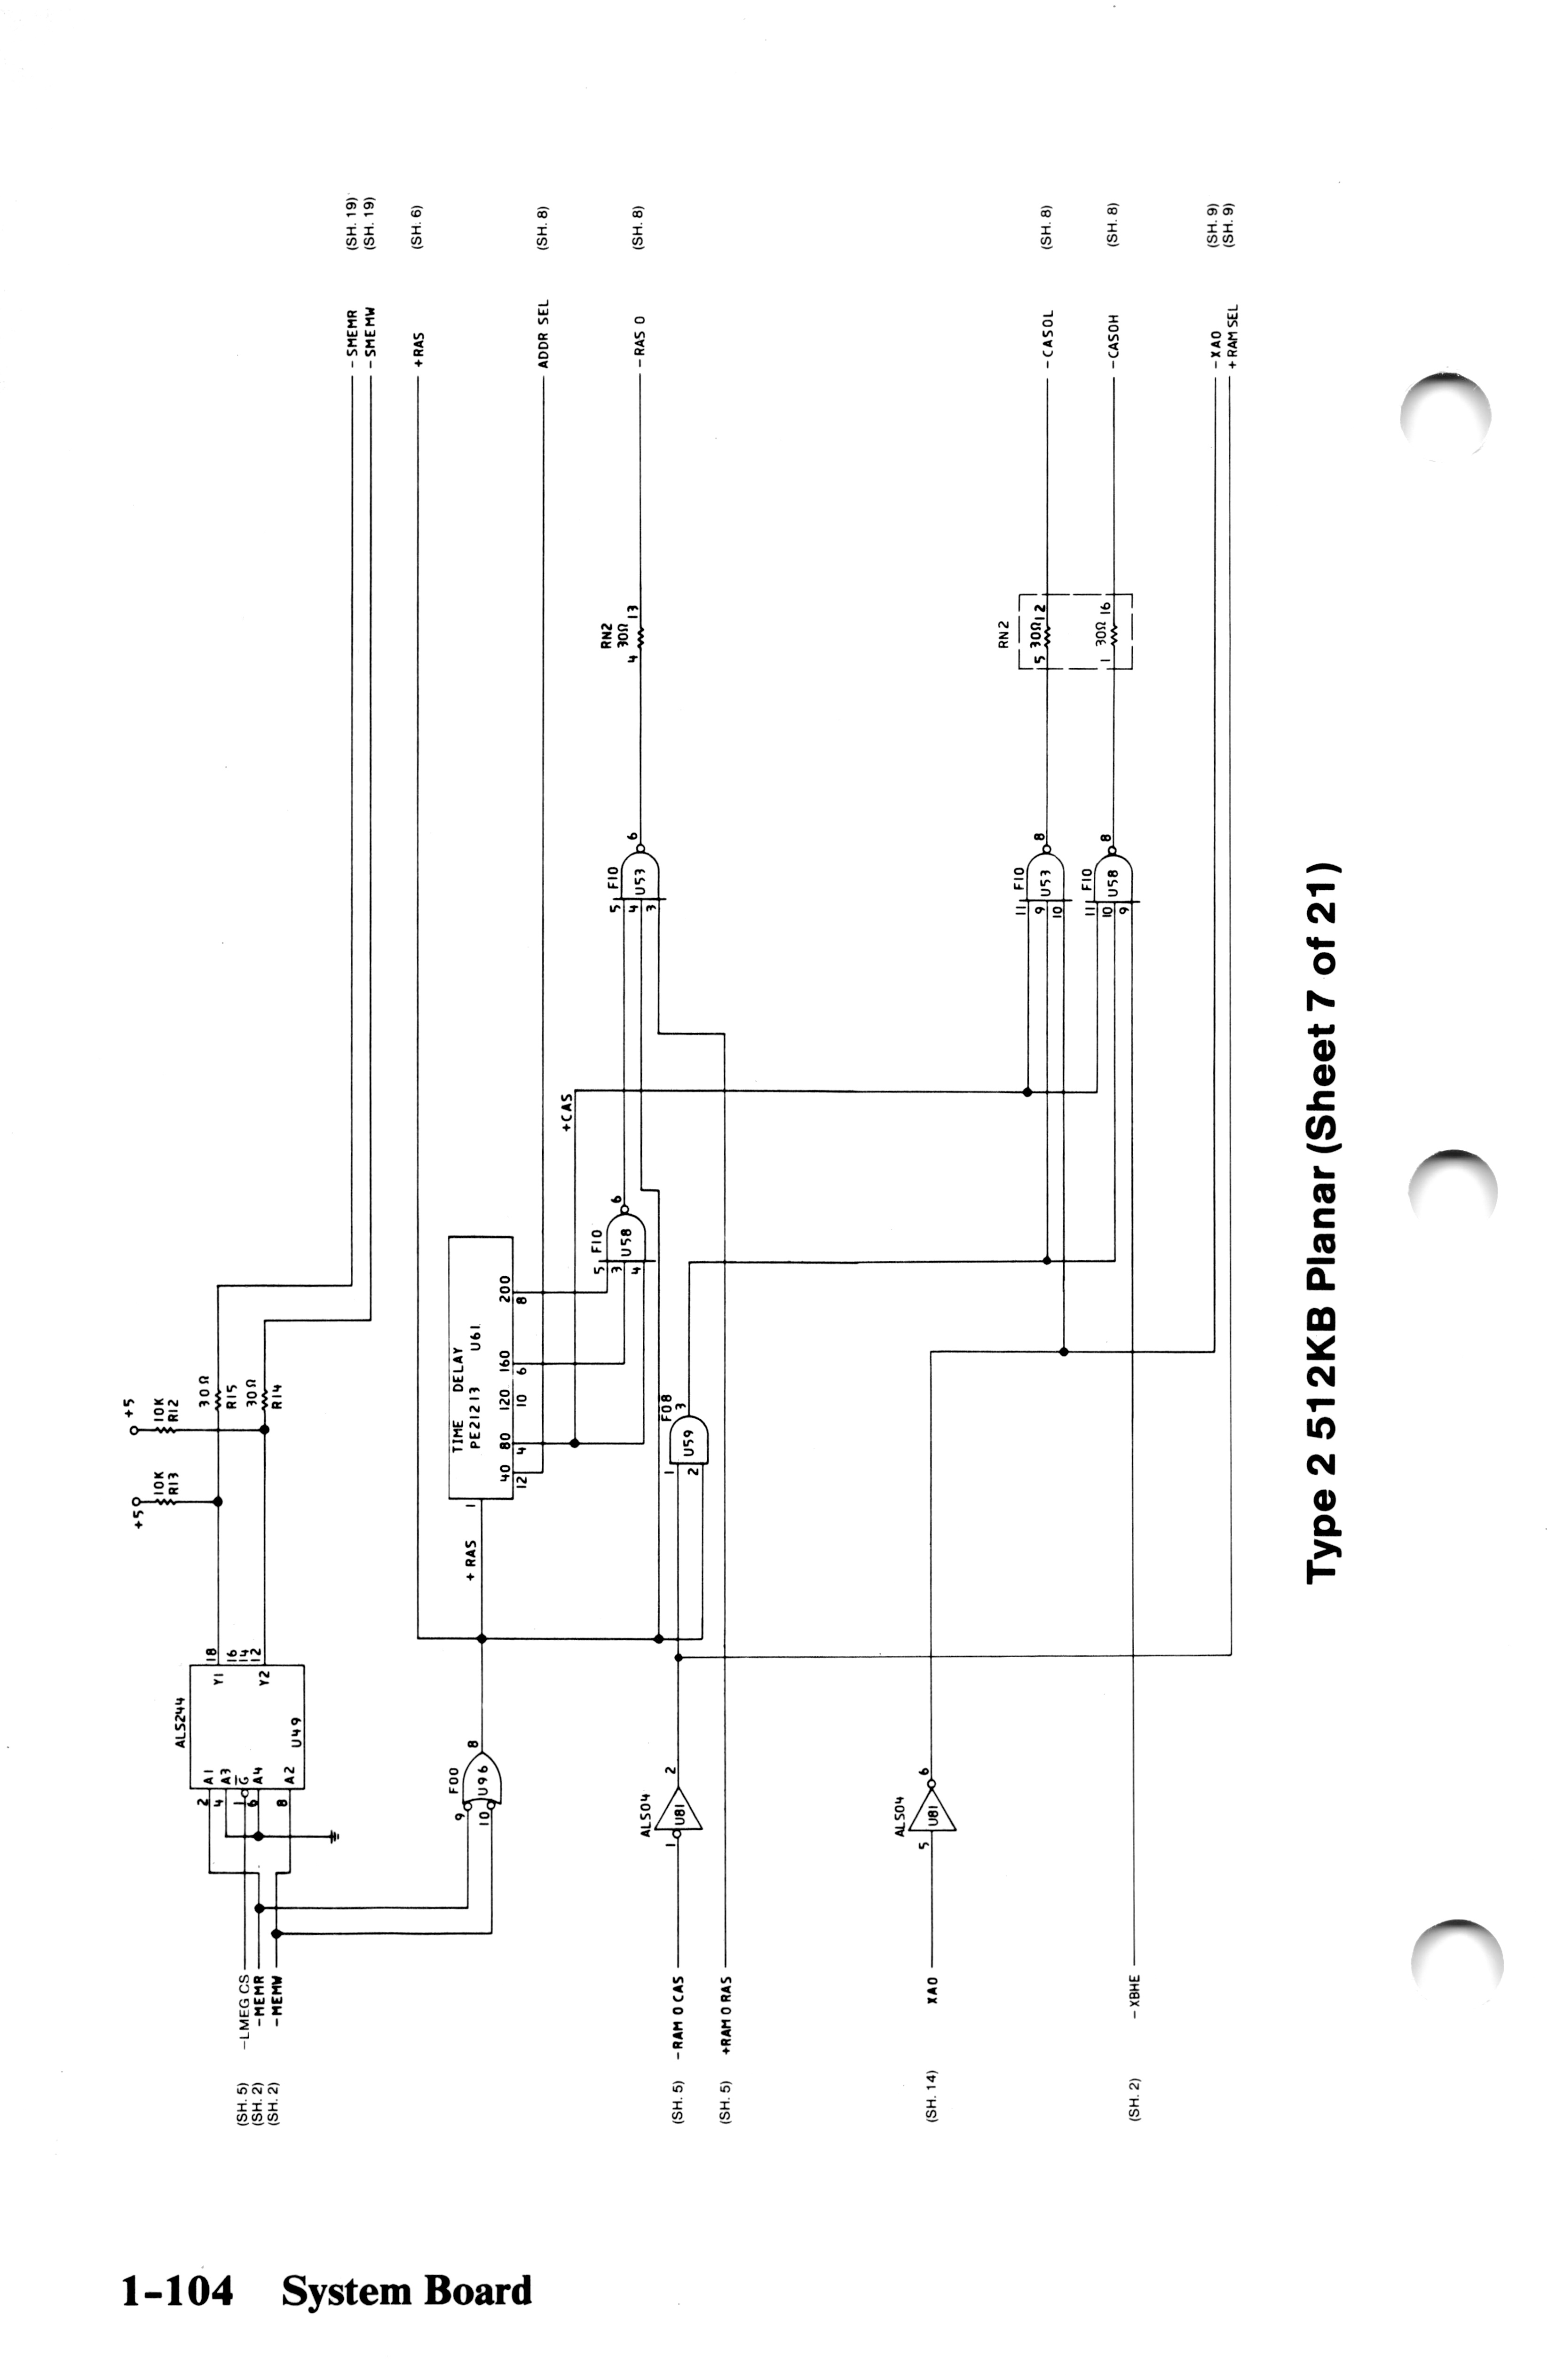 (SH. 5) -LMEG CS
(SH. 2) -MEMR
(SH. 2) -MEMW
ALS244
2 A1
4 A3
1 G
6 A4
8 A2
U49
Y1 18
16
14
Y2 12
+5
10K
R13
+5
10K
R12
30Ω
R15
30Ω
R14
-SMEMR (SH. 19)
-SMEMW (SH. 19)
+RAS (SH. 6)
F00
9
10
U96
8
+RAS
1
TIME DELAY
PE21213 U61
40 80 120 160 200
12 4 10 6 8
ADDR SEL (SH. 8)
+CAS
F10
5
3
4
U58
6
F10
5
4
3
U53
6
RN2
30Ω
4 13
-RAS 0 (SH. 8)
(SH. 5) -RAM 0 CAS
ALS04
1 U81 2
F08
1
2
U59
3
(SH. 5) +RAM 0 RAS
(SH. 14) XA0
ALS04
5 U81 6
RN2
F10
11
9
10
U53
8
5 30Ω 12
-CAS0L (SH. 8)
F10
11
10
9
U58
8
30Ω
1 16
-CAS0H (SH. 8)
(SH. 2) -XBHE
-XA0 (SH. 9)
+RAM SEL (SH. 9)
Type 2 512KB Planar (Sheet 7 of 21)
1-104 System Board